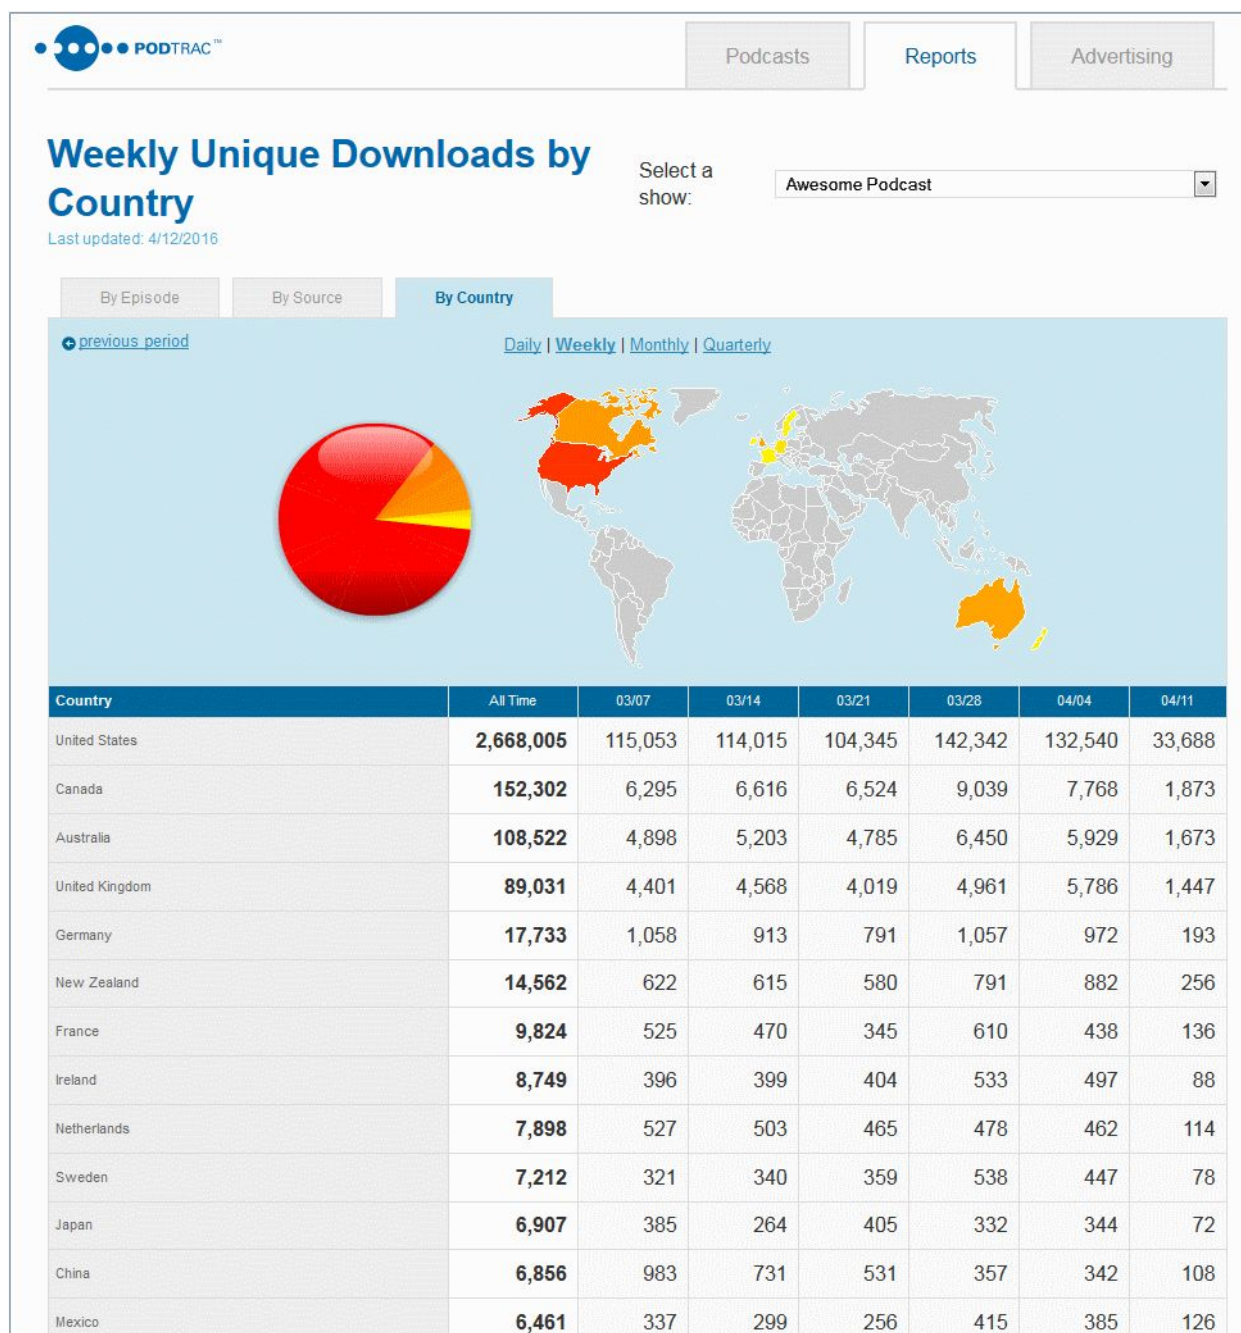 PODTRAC™
Podcasts Reports Advertising
Weekly Unique Downloads by
Country
Last updated: 4/12/2016
Select a
show:
Awesome Podcast
By Episode By Source By Country
previous period
Daily | Weekly | Monthly | Quarterly
Country All Time 03/07 03/14 03/21 03/28 04/04 04/11
United States 2,668,005 115,053 114,015 104,345 142,342 132,540 33,688
Canada 152,302 6,295 6,616 6,524 9,039 7,768 1,873
Australia 108,522 4,898 5,203 4,785 6,450 5,929 1,673
United Kingdom 89,031 4,401 4,568 4,019 4,961 5,786 1,447
Germany 17,733 1,058 913 791 1,057 972 193
New Zealand 14,562 622 615 580 791 882 256
France 9,824 525 470 345 610 438 136
Ireland 8,749 396 399 404 533 497 88
Netherlands 7,898 527 503 465 478 462 114
Sweden 7,212 321 340 359 538 447 78
Japan 6,907 385 264 405 332 344 72
China 6,856 983 731 531 357 342 108
Mexico 6,461 337 299 256 415 385 126